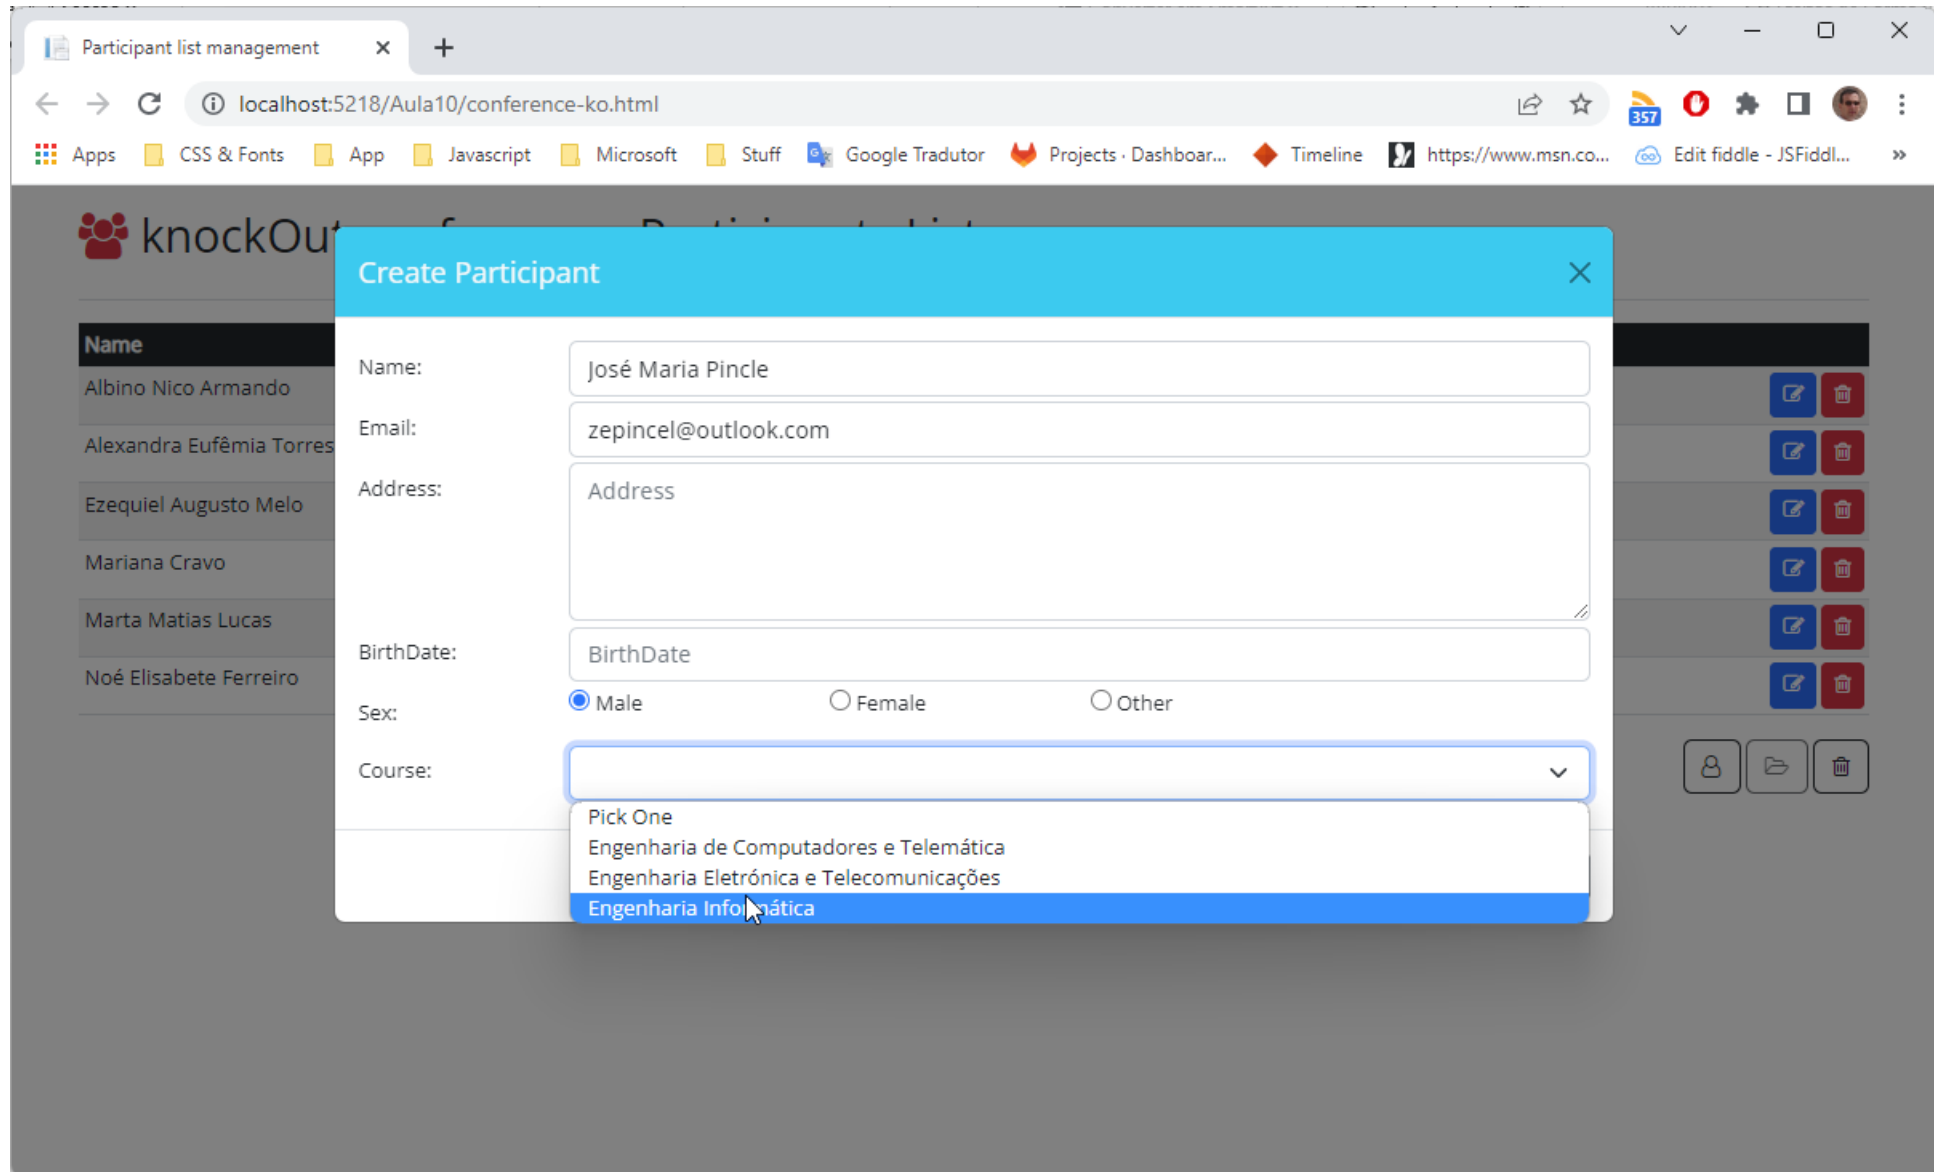 Participant list management
localhost:5218/Aula10/conference-ko.html
357
Apps CSS & Fonts App Javascript Microsoft Stuff Google Tradutor Projects · Dashboar... Timeline https://www.msn.co... Edit fiddle - JSFiddl... »
knockOut
Create Participant
Name
Albino Nico Armando
Alexandra Eufêmia Torres
Ezequiel Augusto Melo
Mariana Cravo
Marta Matias Lucas
Noé Elisabete Ferreiro
Name: José Maria Pincle
Email: zepincel@outlook.com
Address: Address
BirthDate: BirthDate
Sex: Male Female Other
Course:
Pick One
Engenharia de Computadores e Telemática
Engenharia Eletrónica e Telecomunicações
Engenharia Informática